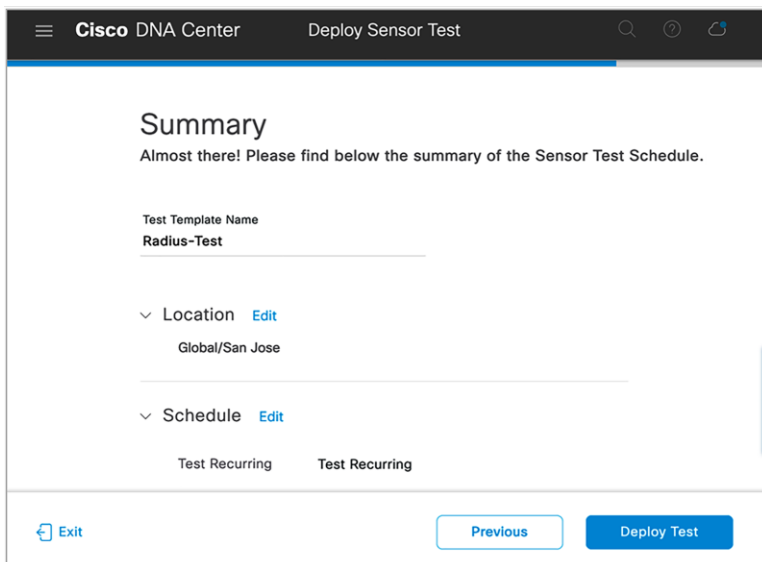 Cisco DNA Center Deploy Sensor Test
Summary
Almost there! Please find below the summary of the Sensor Test Schedule.
Test Template Name
Radius-Test
Location Edit
Global/San Jose
Schedule Edit
Test Recurring Test Recurring
Exit Previous Deploy Test